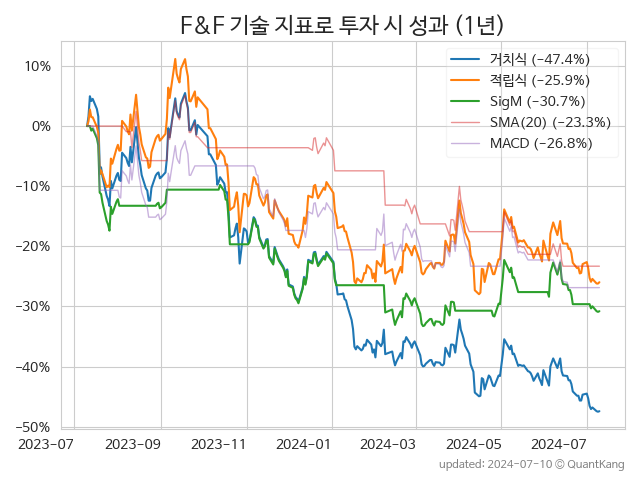 F&F 기술 지표로 투자 시 성과 (1년)
거치식 (−47.4%)
적립식 (−25.9%)
SigM (−30.7%)
SMA(20) (−23.3%)
MACD (−26.8%)
10%
0%
−10%
−20%
−30%
−40%
−50%
2023-07 2023-09 2023-11 2024-01 2024-03 2024-05 2024-07
updated: 2024-07-10 © QuantKang